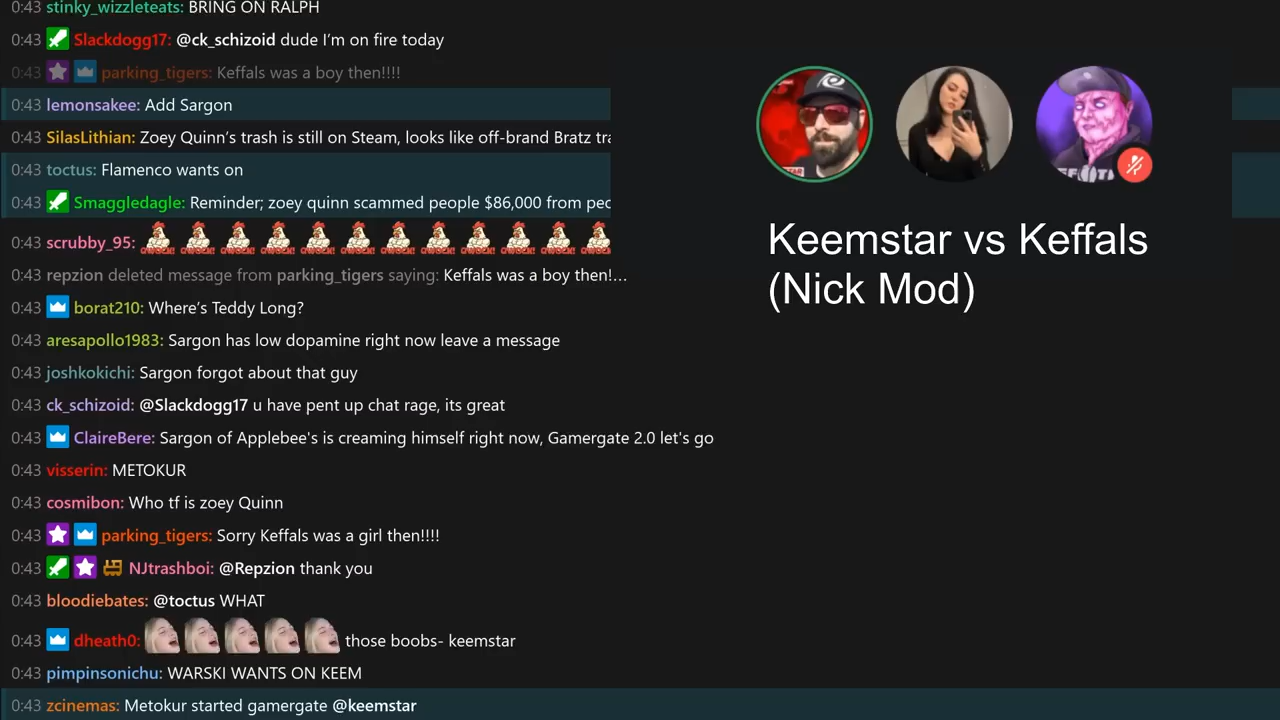 0:43 stinky_wizzleteats: BRING ON RALPH
0:43 Slackdogg17: @ck_schizoid dude I'm on fire today
0:43 parking_tigers: Keffals was a boy then!!!!
0:43 lemonsakee: Add Sargon
0:43 SilasLithian: Zoey Quinn's trash is still on Steam, looks like off-brand Bratz
0:43 toctus: Flamenco wants on
0:43 Smaggledagle: Reminder; zoey quinn scammed people $86,000 from
0:43 scrubby_95:
0:43 repzion deleted message from parking_tigers saying: Keffals was a boy then!…
0:43 borat210: Where's Teddy Long?
0:43 aresapollo1983: Sargon has low dopamine right now leave a message
0:43 joshkokichi: Sargon forgot about that guy
0:43 ck_schizoid: @Slackdogg17 u have pent up chat rage, its great
0:43 ClaireBere: Sargon of Applebee's is creaming himself right now, Gamergate 2.0 let's go
0:43 visserin: METOKUR
0:43 cosmibon: Who tf is zoey Quinn
0:43 parking_tigers: Sorry Keffals was a girl then!!!!
0:43 NJtrashboi: @Repzion thank you
0:43 bloodiebates: @toctus WHAT
0:43 dheath0: those boobs- keemstar
0:43 pimpinsonichu: WARSKI WANTS ON KEEM
0:43 zcinemas: Metokur started gamergate @keemstar
Keemstar vs Keffals
(Nick Mod)